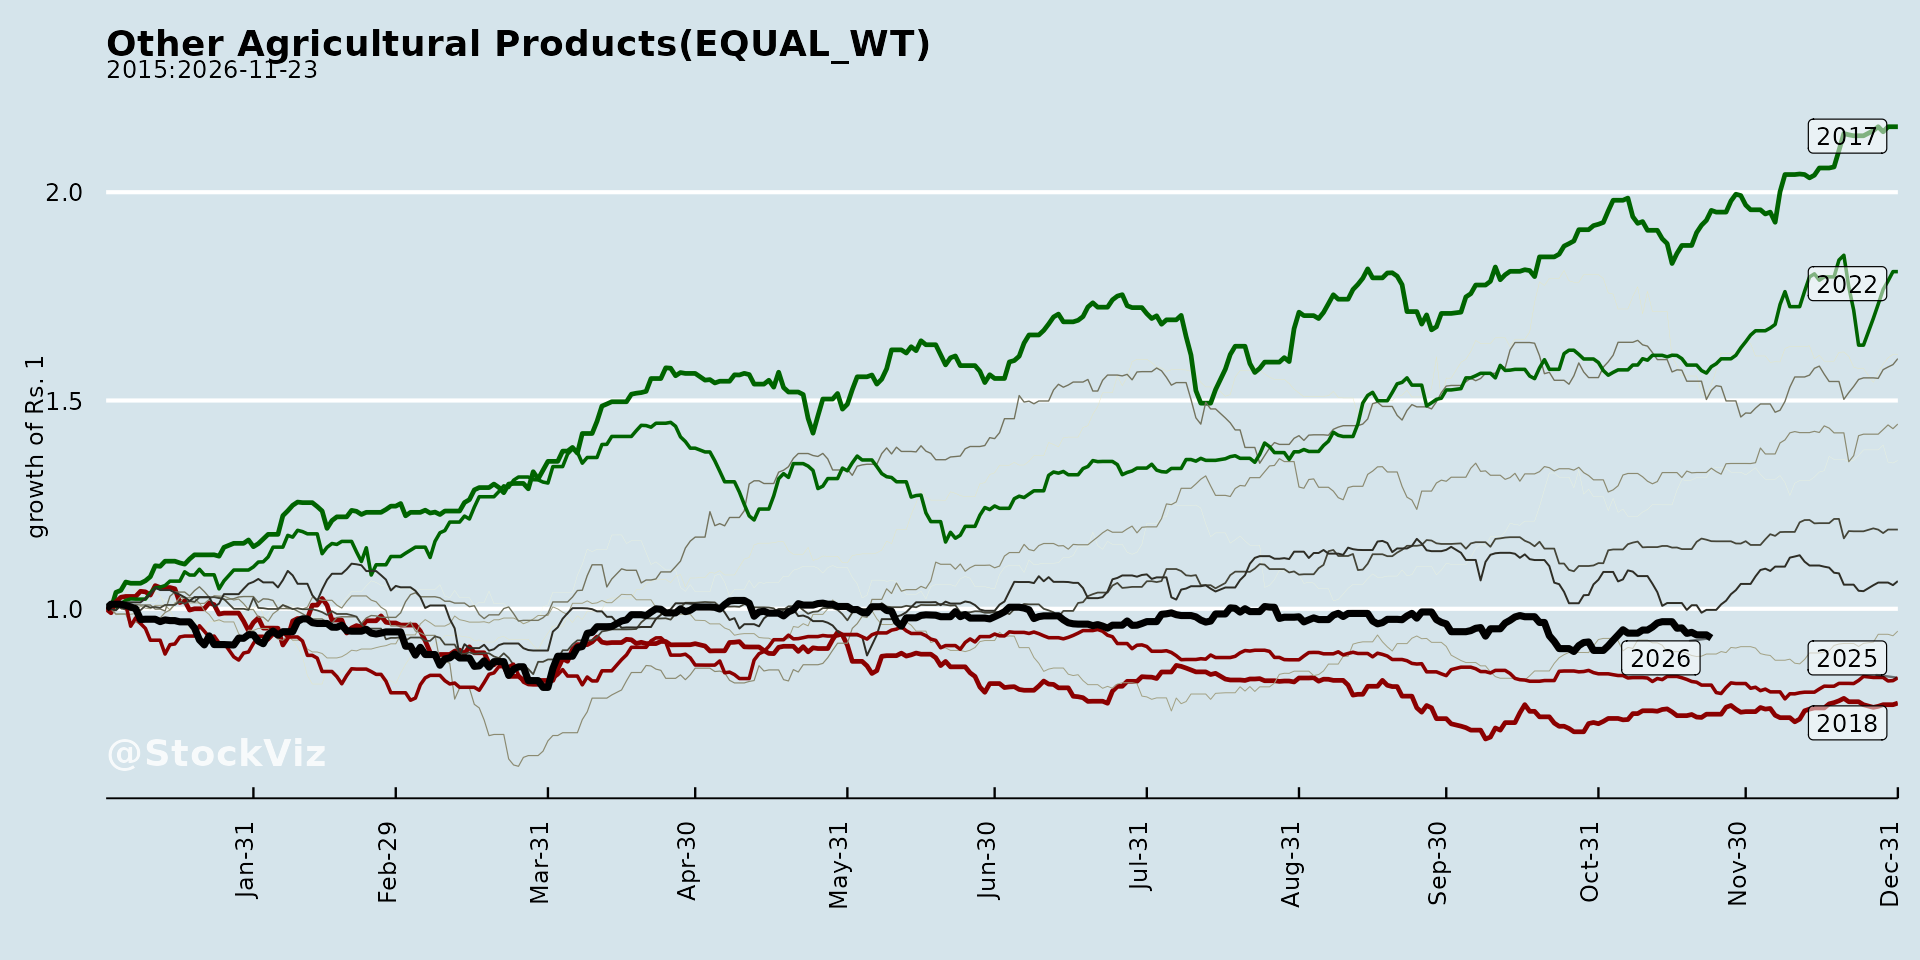 Other Agricultural Products(EQUAL_WT)
2015:2026-11-23
growth of Rs. 1
2.0
1.5
1.0
2017
2022
2026
2025
2018
@StockViz
Jan-31
Feb-29
Mar-31
Apr-30
May-31
Jun-30
Jul-31
Aug-31
Sep-30
Oct-31
Nov-30
Dec-31